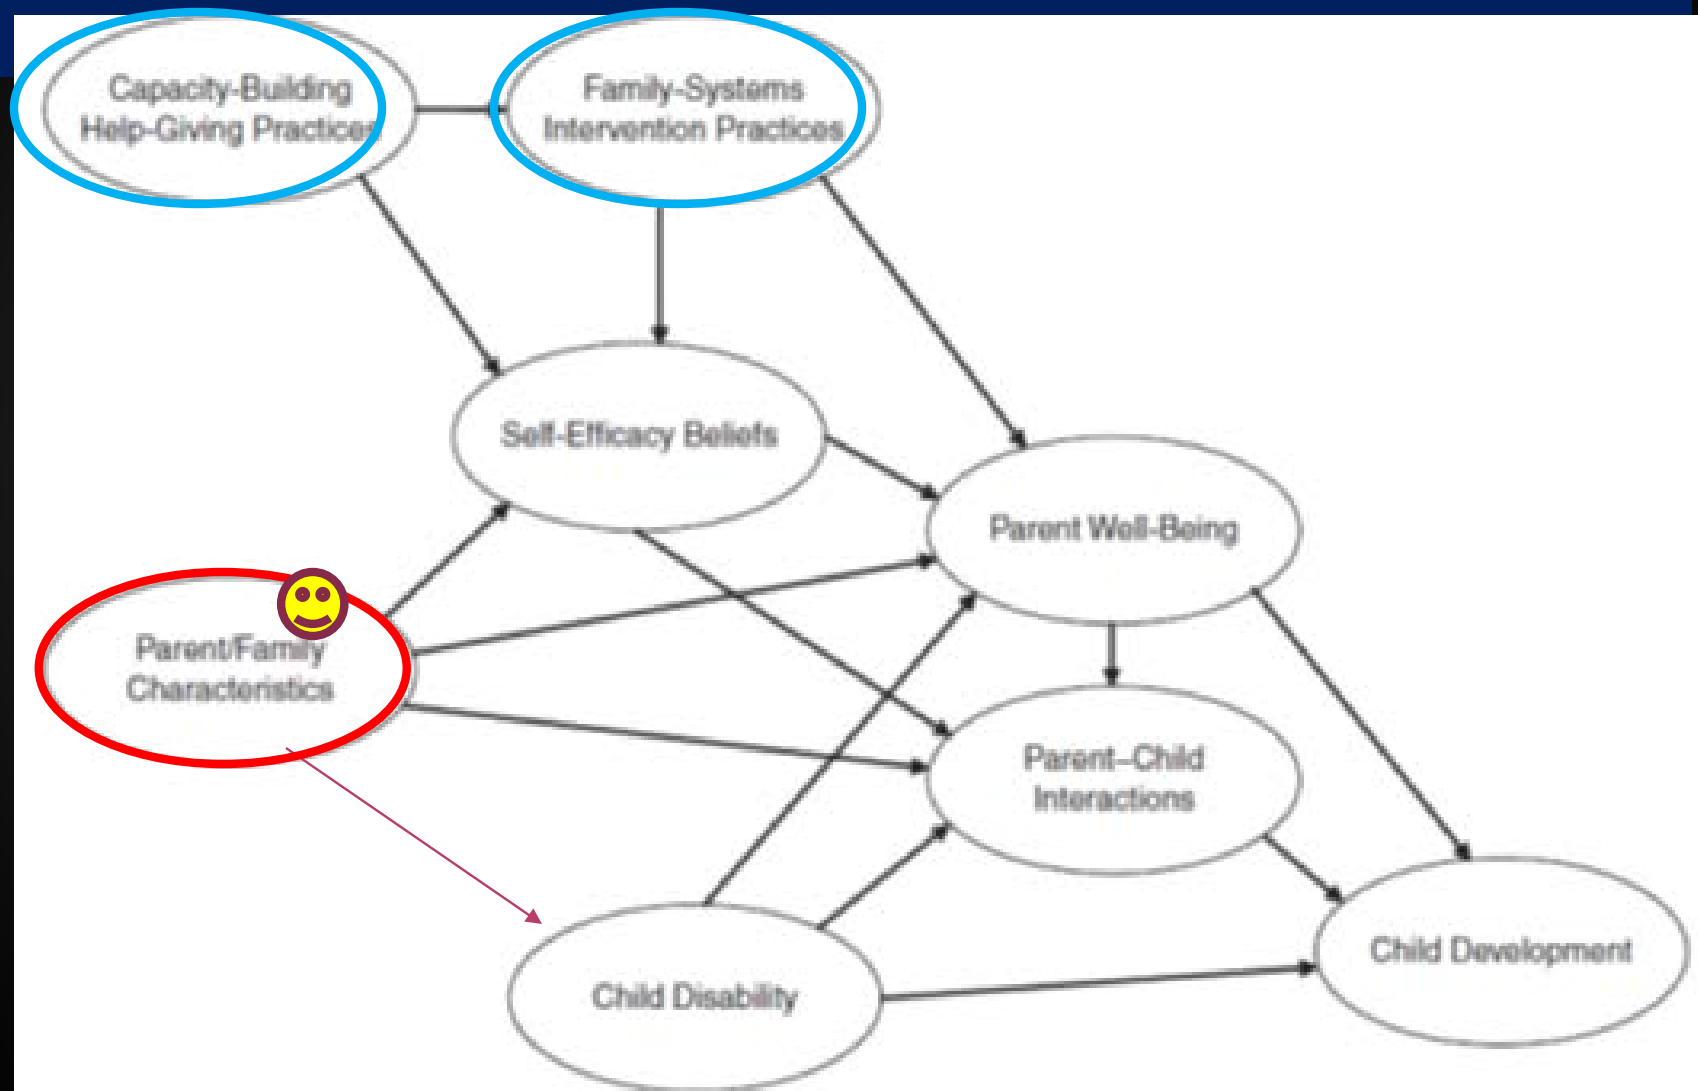 Capacity-Building
Help-Giving Practices
Family-Systems
Intervention Practices
Self-Efficacy Beliefs
Parent Well-Being
Parent/Family
Characteristics
Parent–Child
Interactions
Child Development
Child Disability